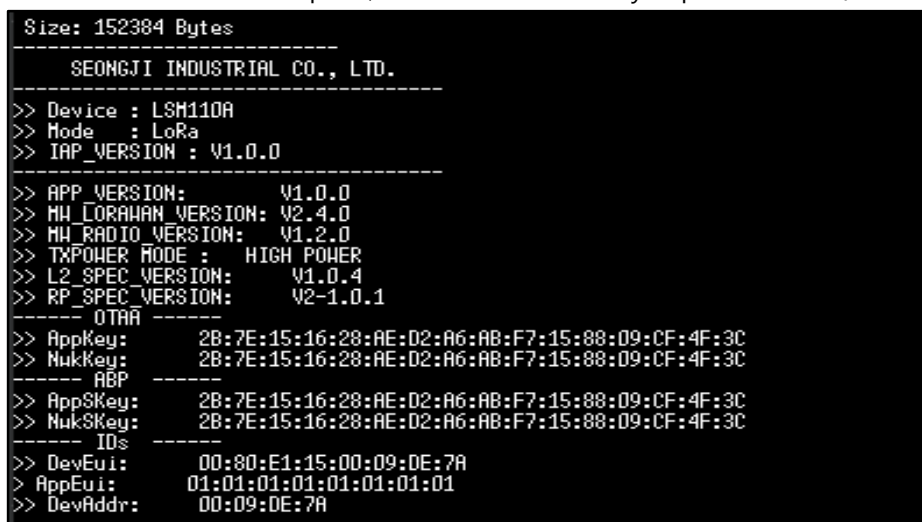 Size: 152384 Bytes
---------------------------
SEONGJI INDUSTRIAL CO., LTD.
------------------------------------
>> Device : LSM110A
>> Mode   : LoRa
>> IAP_VERSION : V1.0.0
------------------------------------
>> APP_VERSION:        V1.0.0
>> MW_LORAWAN_VERSION: V2.4.0
>> MW_RADIO_VERSION:   V1.2.0
>> TXPOWER MODE :   HIGH POWER
>> L2_SPEC_VERSION:     V1.0.4
>> RP_SPEC_VERSION:     V2-1.0.1
------ OTAA ------
>> AppKey:      2B:7E:15:16:28:AE:D2:A6:AB:F7:15:88:09:CF:4F:3C
>> NwkKey:      2B:7E:15:16:28:AE:D2:A6:AB:F7:15:88:09:CF:4F:3C
------ ABP  ------
>> AppSKey:     2B:7E:15:16:28:AE:D2:A6:AB:F7:15:88:09:CF:4F:3C
>> NwkSKey:     2B:7E:15:16:28:AE:D2:A6:AB:F7:15:88:09:CF:4F:3C
------ IDs  ------
>> DevEui:      00:80:E1:15:00:09:DE:7A
> AppEui:      01:01:01:01:01:01:01:01
>> DevAddr:     00:09:DE:7A